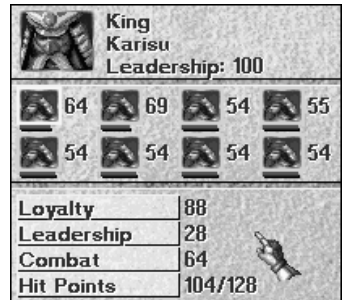 King
Karisu
Leadership: 100
64 69 54 55
54 54 54 54
Loyalty 88
Leadership 28
Combat 64
Hit Points 104/128